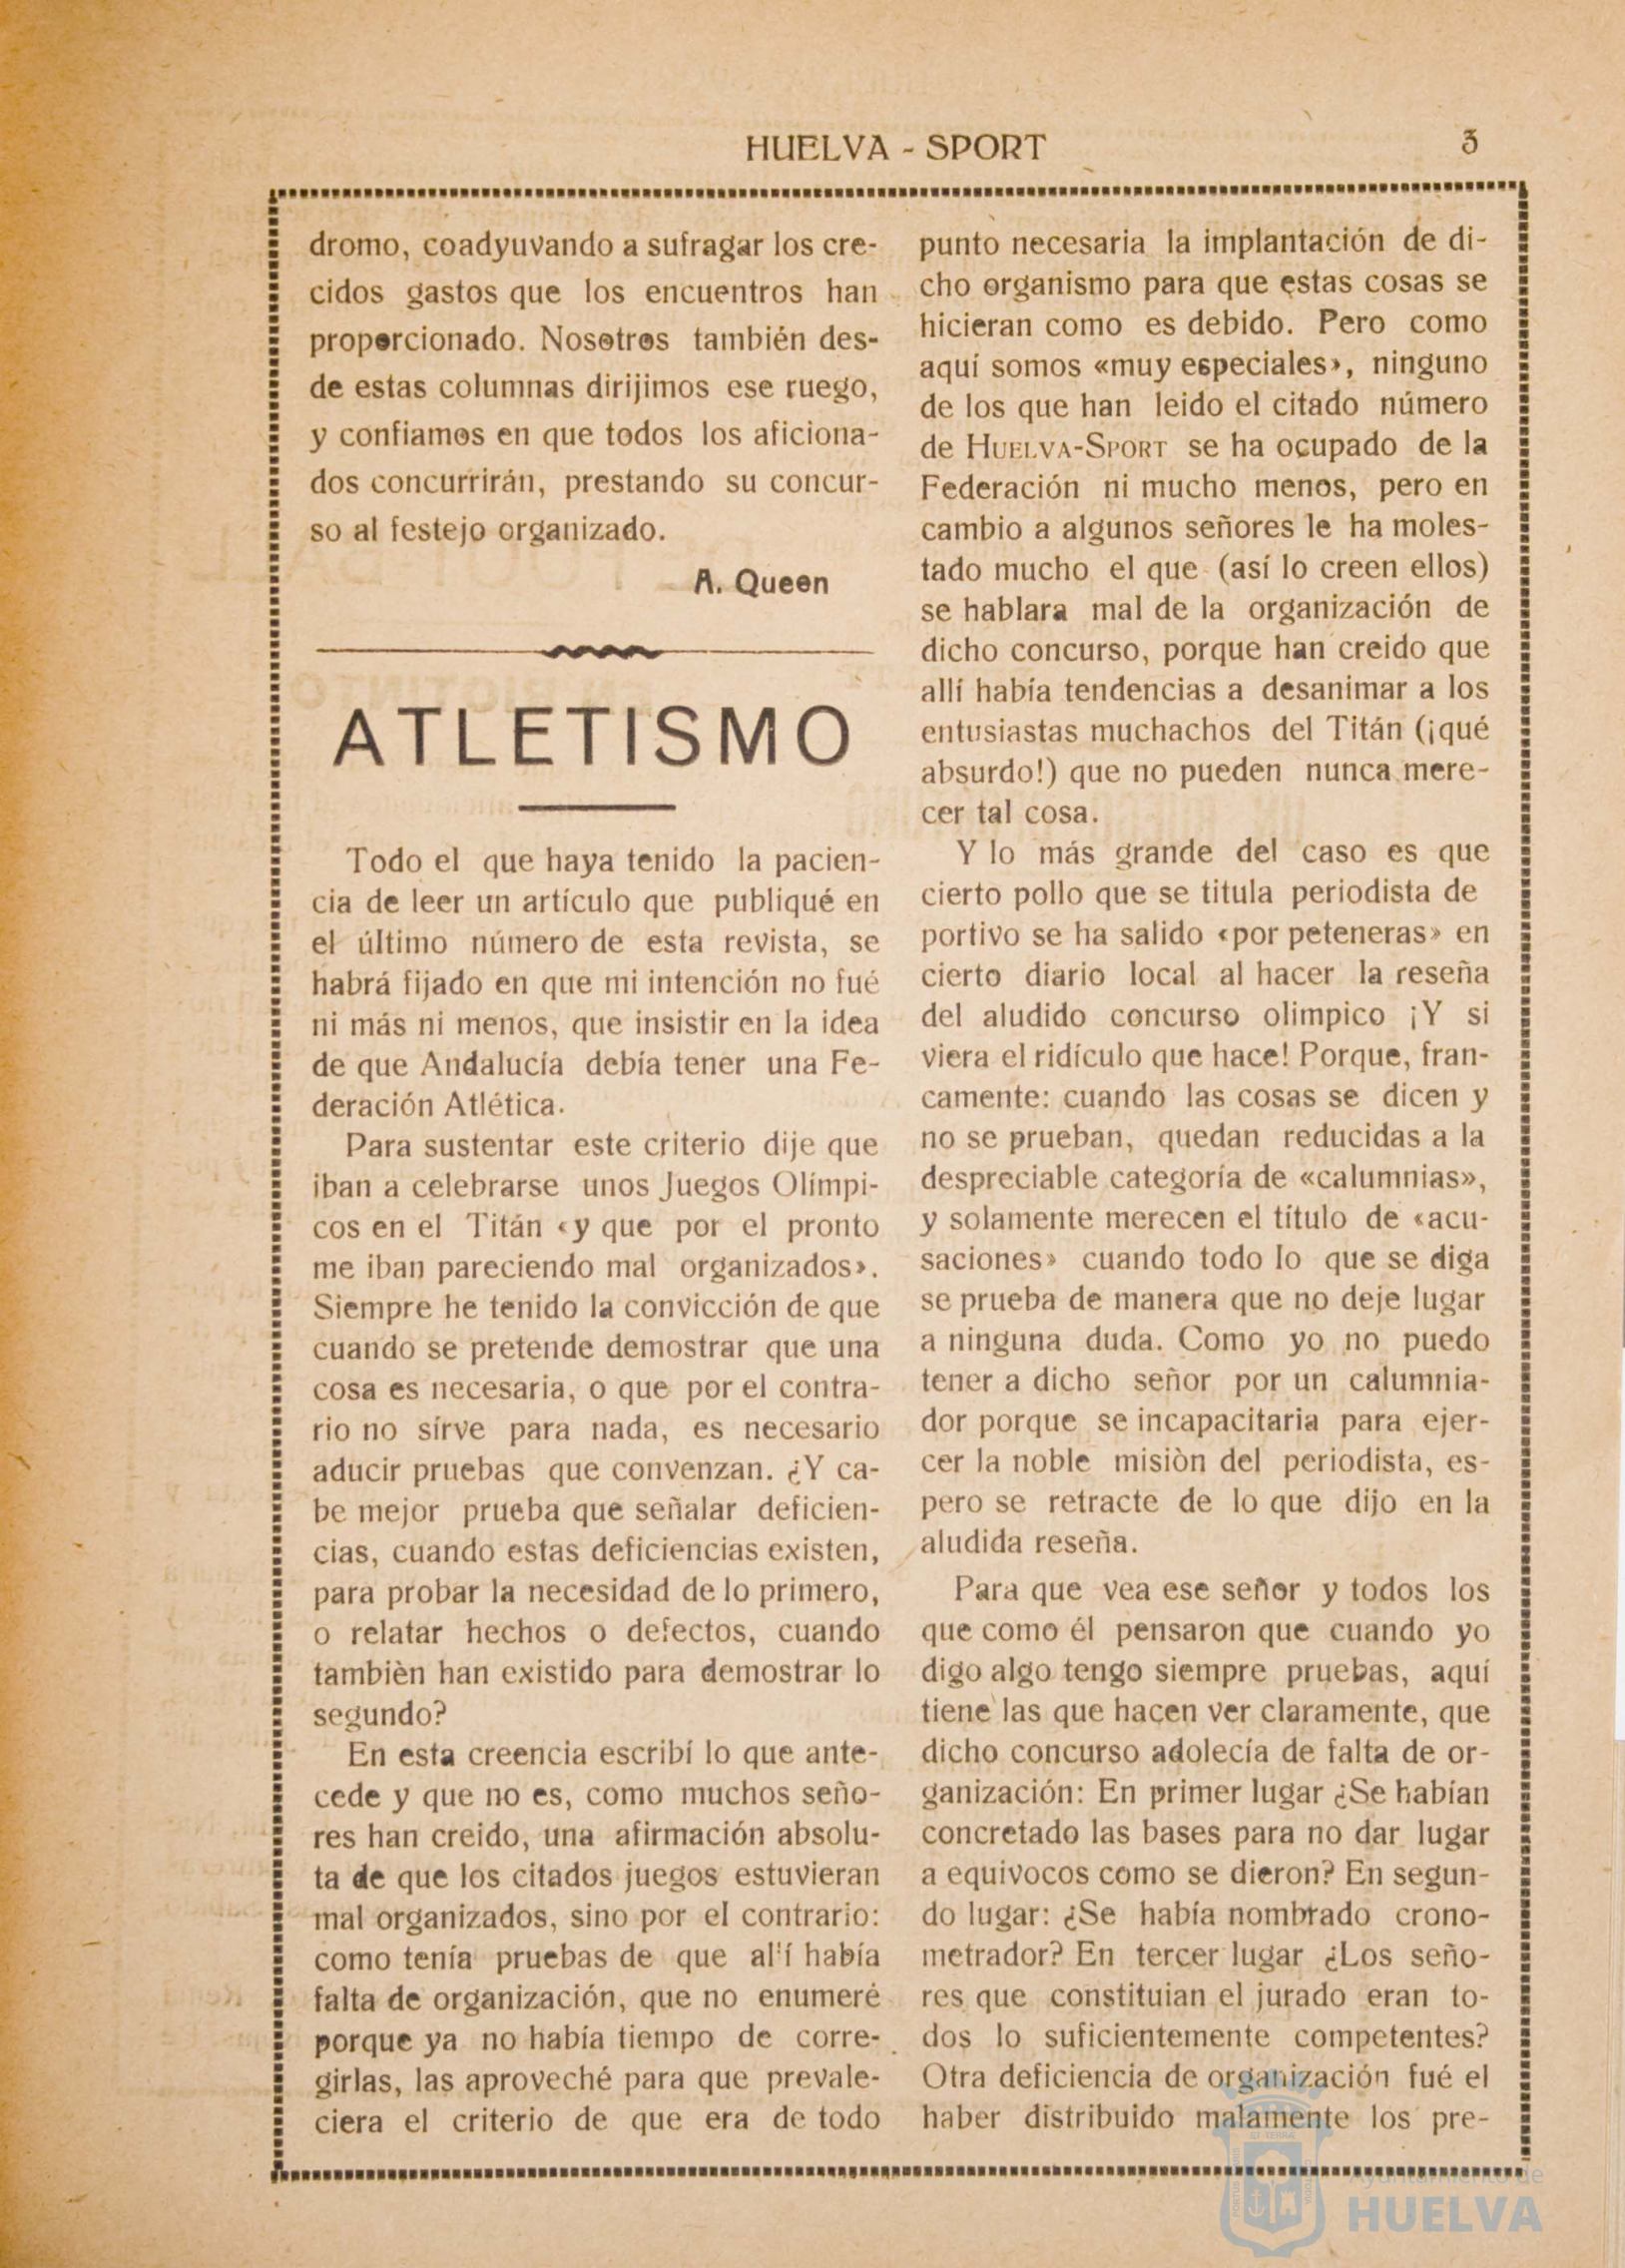 HUELVA - SPORT
3
dromo, coadyuvando a sufragar los cre-
cidos gastos que los encuentros han
proporcionado. Nosotros también des-
de estas columnas dirijimos ese ruego,
y confiamos en que todos los aficiona-
dos concurrirán, prestando su concur-
so al festejo organizado.
A. Queen
ATLETISMO
Todo el que haya tenido la pacien-
cia de leer un artículo que publiqué en
el último número de esta revista, se
habrá fijado en que mi intención no fué
ni más ni menos, que insistir en la idea
de que Andalucía debía tener una Fe-
deración Atlética.
Para sustentar este criterio dije que
iban a celebrarse unos Juegos Olímpi-
cos en el Titán «y que por el pronto
me iban pareciendo mal organizados».
Siempre he tenido la convicción de que
cuando se pretende demostrar que una
cosa es necesaria, o que por el contra-
rio no sírve para nada, es necesario
aducir pruebas que convenzan. ¿Y ca-
be mejor prueba que señalar deficien-
cias, cuando estas deficiencias existen,
para probar la necesidad de lo primero,
o relatar hechos o defectos, cuando
tambièn han existido para demostrar lo
segundo?
En esta creencia escribí lo que ante-
cede y que no es, como muchos seño-
res han creido, una afirmación absolu-
ta de que los citados juegos estuvieran
mal organizados, sino por el contrario:
como tenía pruebas de que allí había
falta de organización, que no enumeré
porque ya no había tiempo de corre-
girlas, las aproveché para que prevale-
ciera el criterio de que era de todo
punto necesaria la implantación de di-
cho organismo para que estas cosas se
hicieran como es debido. Pero como
aquí somos «muy especiales», ninguno
de los que han leido el citado número
de HUELVA-SPORT se ha ocupado de la
Federación ni mucho menos, pero en
cambio a algunos señores le ha moles-
tado mucho el que (así lo creen ellos)
se hablara mal de la organización de
dicho concurso, porque han creido que
allí había tendencias a desanimar a los
entusiastas muchachos del Titán (¡qué
absurdo!) que no pueden nunca mere-
cer tal cosa.
Y lo más grande del caso es que
cierto pollo que se titula periodista de
portivo se ha salido «por peteneras» en
cierto diario local al hacer la reseña
del aludido concurso olimpico ¡Y si
viera el ridículo que hace! Porque, fran-
camente: cuando las cosas se dicen y
no se prueban, quedan reducidas a la
despreciable categoría de «calumnias»,
y solamente merecen el título de «acu-
saciones» cuando todo lo que se diga
se prueba de manera que no deje lugar
a ninguna duda. Como yo no puedo
tener a dicho señor por un calumnia-
dor porque se incapacitaria para ejer-
cer la noble misiòn del periodista, es-
pero se retracte de lo que dijo en la
aludida reseña.
Para que vea ese señor y todos los
que como él pensaron que cuando yo
digo algo tengo siempre pruebas, aquí
tiene las que hacen ver claramente, que
dicho concurso adolecía de falta de or-
ganización: En primer lugar ¿Se habían
concretado las bases para no dar lugar
a equivocos como se dieron? En segun-
do lugar: ¿Se había nombrado crono-
metrador? En tercer lugar ¿Los seño-
res que constituian el jurado eran to-
dos lo suficientemente competentes?
Otra deficiencia de organización fué el
haber distribuido malamente los pre-
Ayuntamiento de
HUELVA